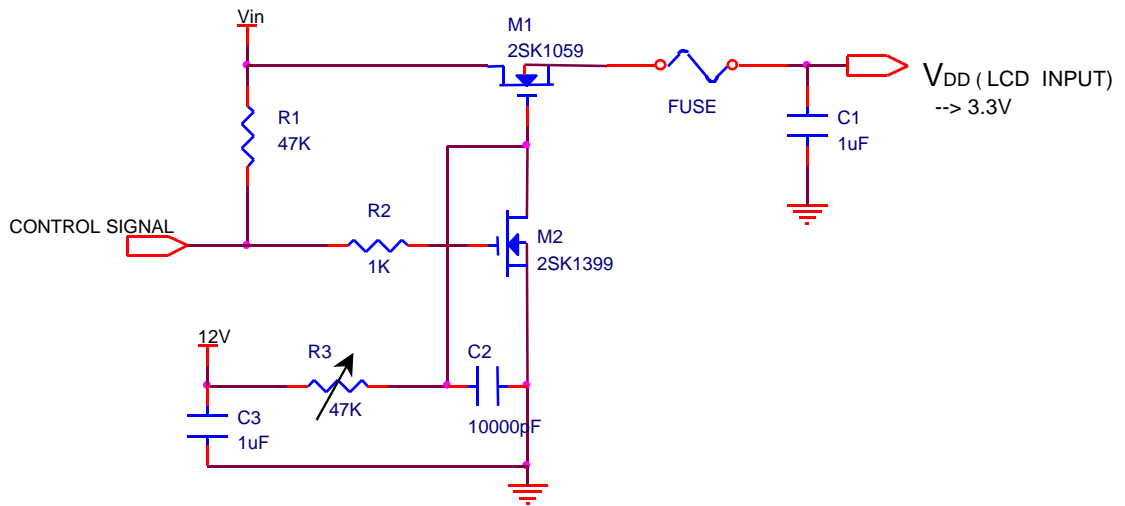 Vin
M1
2SK1059
FUSE
VDD ( LCD INPUT)
--> 3.3V
R1
47K
C1
1uF
CONTROL SIGNAL
R2
1K
M2
2SK1399
12V
R3
47K
C2
10000pF
C3
1uF